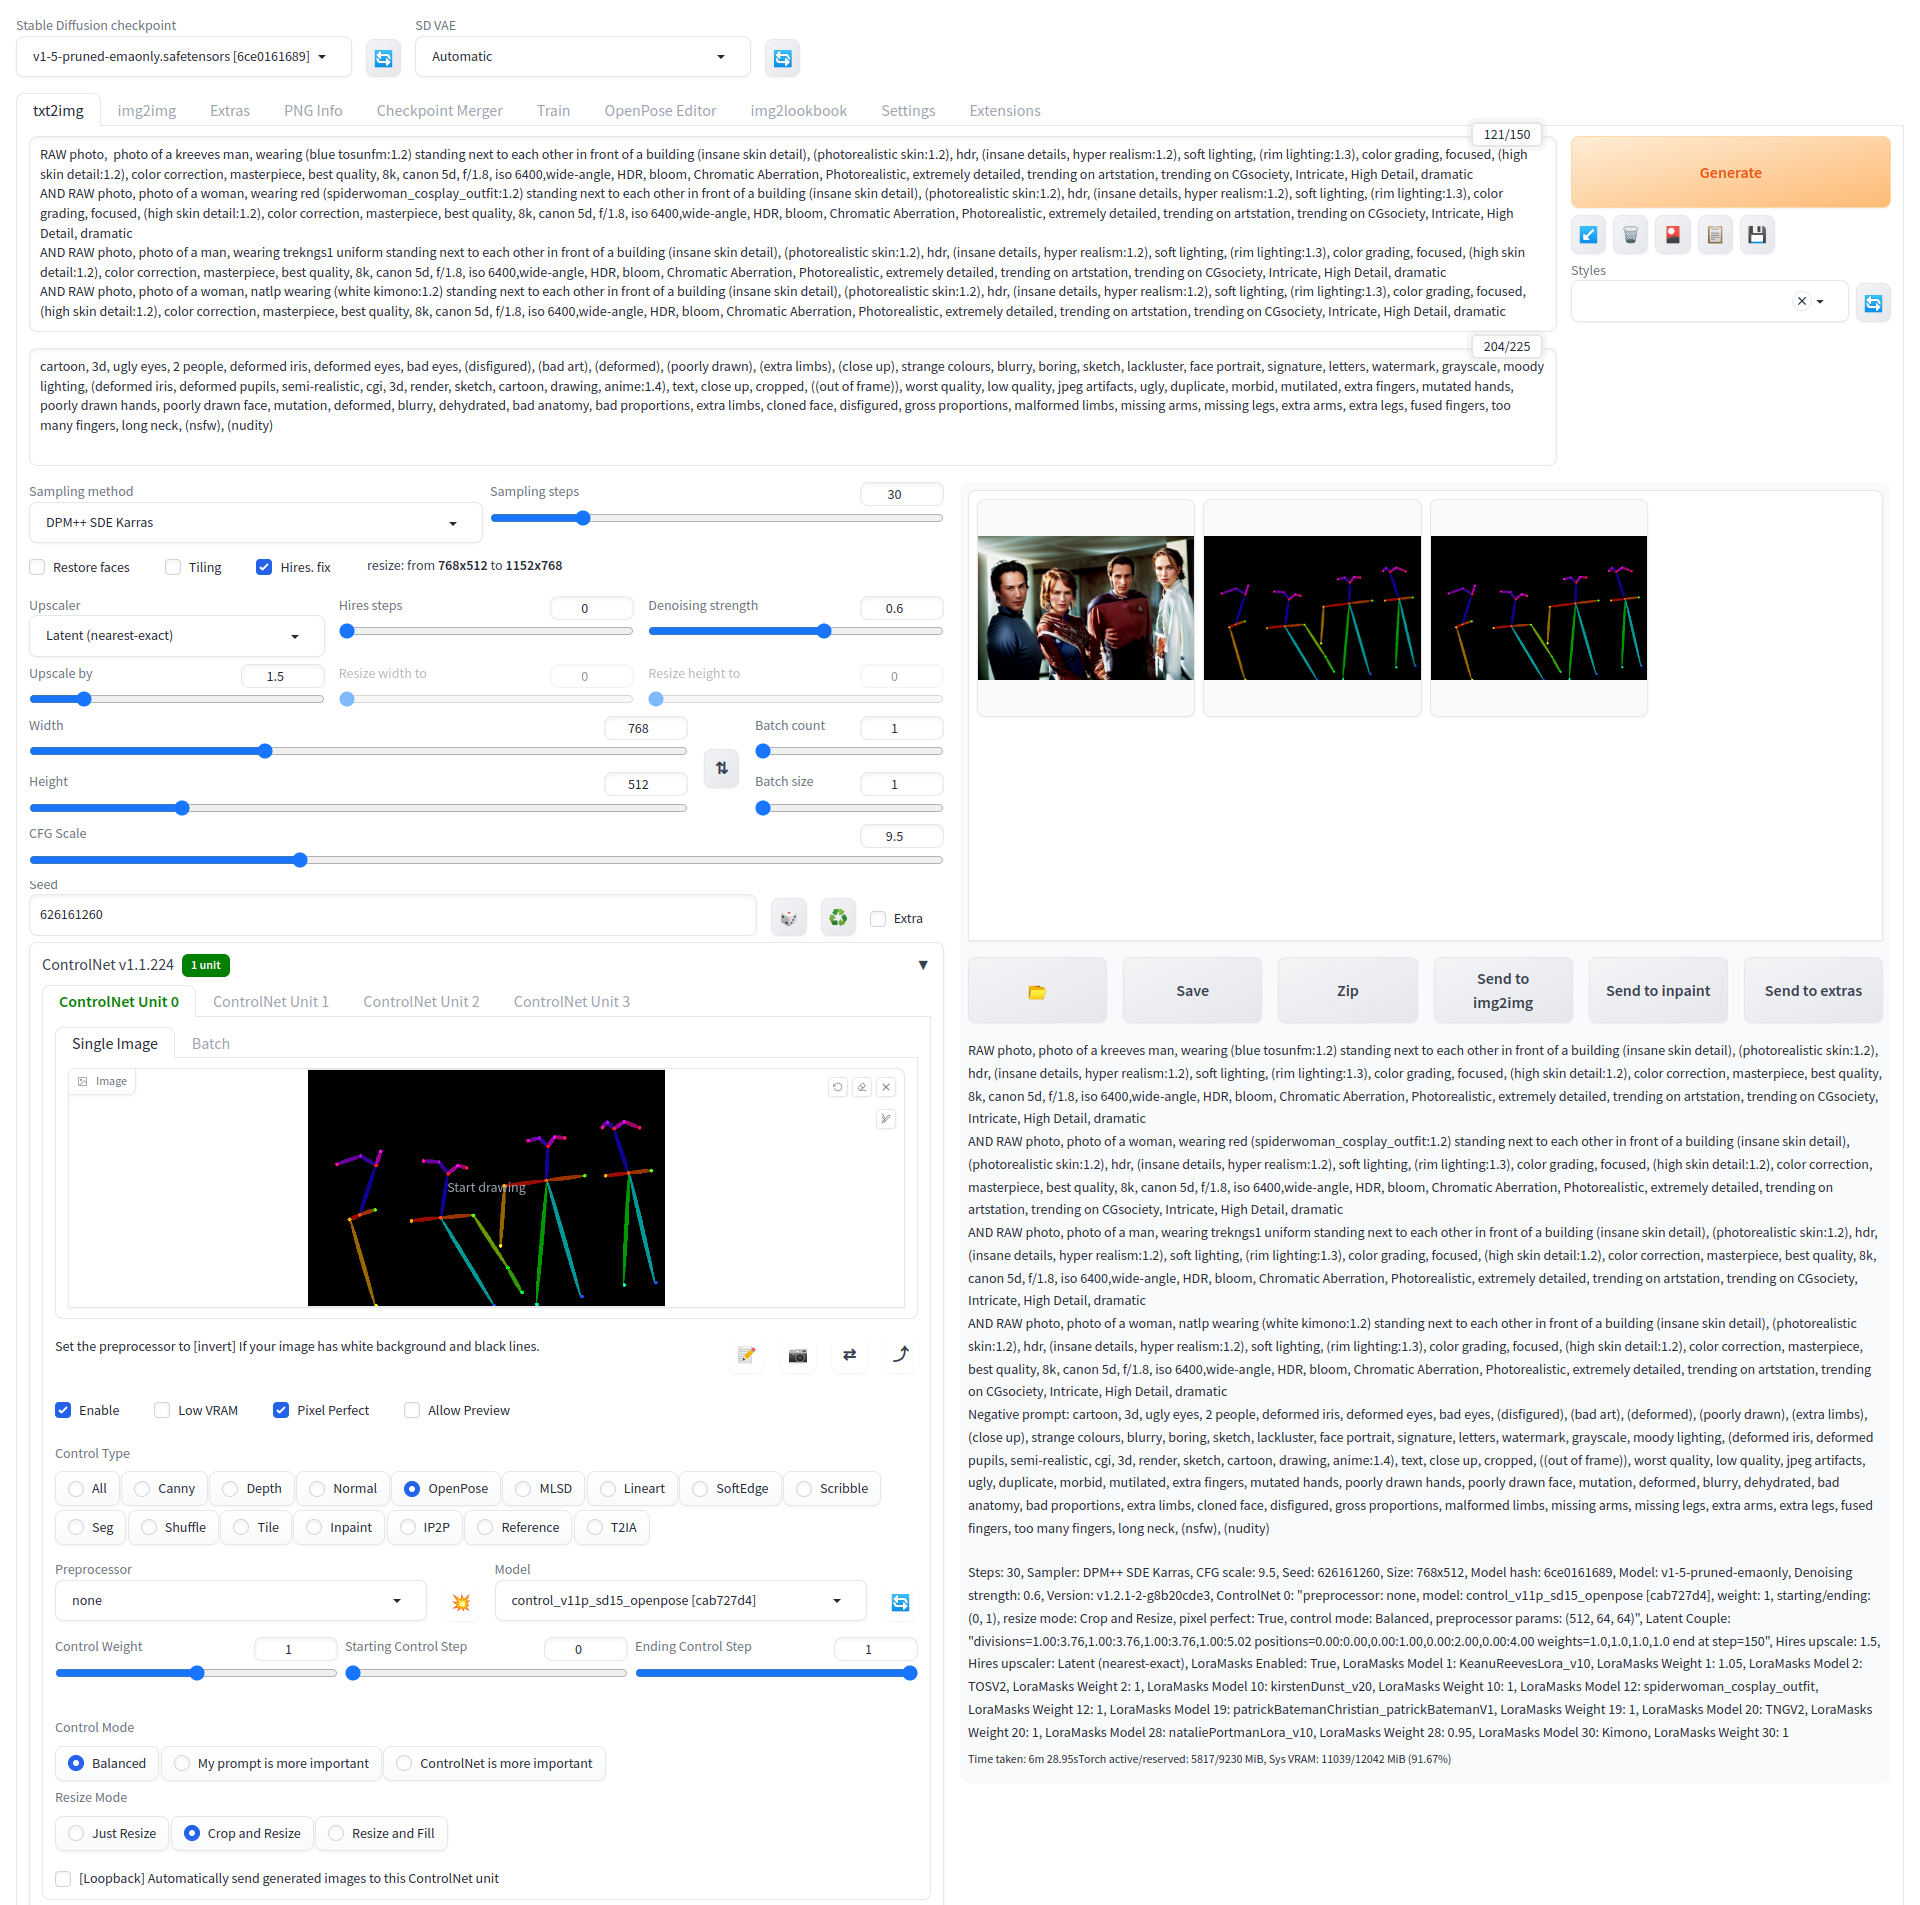 Stable Diffusion checkpoint
SD VAE
v1-5-pruned-emaonly.safetensors [6ce0161689]
Automatic
txt2img img2img Extras PNG Info Checkpoint Merger Train OpenPose Editor img2lookbook Settings Extensions
121/150
RAW photo, photo of a kreeves man, wearing (blue tosunfm:1.2) standing next to each other in front of a building (insane skin detail), (photorealistic skin:1.2), hdr, (insane details, hyper realism:1.2), soft lighting, (rim lighting:1.3), color grading, focused, (high
skin detail:1.2), color correction, masterpiece, best quality, 8k, canon 5d, f/1.8, iso 6400,wide-angle, HDR, bloom, Chromatic Aberration, Photorealistic, extremely detailed, trending on artstation, trending on CGsociety, Intricate, High Detail, dramatic
AND RAW photo, photo of a woman, wearing red (spiderwoman_cosplay_outfit:1.2) standing next to each other in front of a building (insane skin detail), (photorealistic skin:1.2), hdr, (insane details, hyper realism:1.2), soft lighting, (rim lighting:1.3), color
grading, focused, (high skin detail:1.2), color correction, masterpiece, best quality, 8k, canon 5d, f/1.8, iso 6400,wide-angle, HDR, bloom, Chromatic Aberration, Photorealistic, extremely detailed, trending on artstation, trending on CGsociety, Intricate, High
Detail, dramatic
AND RAW photo, photo of a man, wearing trekngs1 uniform standing next to each other in front of a building (insane skin detail), (photorealistic skin:1.2), hdr, (insane details, hyper realism:1.2), soft lighting, (rim lighting:1.3), color grading, focused, (high skin
detail:1.2), color correction, masterpiece, best quality, 8k, canon 5d, f/1.8, iso 6400,wide-angle, HDR, bloom, Chromatic Aberration, Photorealistic, extremely detailed, trending on artstation, trending on CGsociety, Intricate, High Detail, dramatic
AND RAW photo, photo of a woman, natlp wearing (white kimono:1.2) standing next to each other in front of a building (insane skin detail), (photorealistic skin:1.2), hdr, (insane details, hyper realism:1.2), soft lighting, (rim lighting:1.3), color grading, focused,
(high skin detail:1.2), color correction, masterpiece, best quality, 8k, canon 5d, f/1.8, iso 6400,wide-angle, HDR, bloom, Chromatic Aberration, Photorealistic, extremely detailed, trending on artstation, trending on CGsociety, Intricate, High Detail, dramatic
Generate
Styles
204/225
cartoon, 3d, ugly eyes, 2 people, deformed iris, deformed eyes, bad eyes, (disfigured), (bad art), (deformed), (poorly drawn), (extra limbs), (close up), strange colours, blurry, boring, sketch, lackluster, face portrait, signature, letters, watermark, grayscale, moody
lighting, (deformed iris, deformed pupils, semi-realistic, cgi, 3d, render, sketch, cartoon, drawing, anime:1.4), text, close up, cropped, ((out of frame)), worst quality, low quality, jpeg artifacts, ugly, duplicate, morbid, mutilated, extra fingers, mutated hands,
poorly drawn hands, poorly drawn face, mutation, deformed, blurry, dehydrated, bad anatomy, bad proportions, extra limbs, cloned face, disfigured, gross proportions, malformed limbs, missing arms, missing legs, extra arms, extra legs, fused fingers, too
many fingers, long neck, (nsfw), (nudity)
Sampling method
DPM++ SDE Karras
Sampling steps
30
Restore faces
Tiling
Hires. fix
resize: from 768x512 to 1152x768
Upscaler
Latent (nearest-exact)
Hires steps
0
Denoising strength
0.6
Upscale by
1.5
Resize width to
0
Resize height to
0
Width
768
Batch count
1
Height
512
Batch size
1
CFG Scale
9.5
Seed
626161260
Extra
ControlNet v1.1.224
1 unit
ControlNet Unit 0 ControlNet Unit 1 ControlNet Unit 2 ControlNet Unit 3
Single Image Batch
Image
Start drawing
Set the preprocessor to [invert] If your image has white background and black lines.
Enable Low VRAM Pixel Perfect Allow Preview
Control Type
All Canny Depth Normal OpenPose MLSD Lineart SoftEdge Scribble
Seg Shuffle Tile Inpaint IP2P Reference T2IA
Preprocessor
none
Model
control_v11p_sd15_openpose [cab727d4]
Control Weight
1
Starting Control Step
0
Ending Control Step
1
Control Mode
Balanced My prompt is more important ControlNet is more important
Resize Mode
Just Resize Crop and Resize Resize and Fill
[Loopback] Automatically send generated images to this ControlNet unit
Save
Zip
Send to
img2img
Send to inpaint
Send to extras
RAW photo, photo of a kreeves man, wearing (blue tosunfm:1.2) standing next to each other in front of a building (insane skin detail), (photorealistic skin:1.2),
hdr, (insane details, hyper realism:1.2), soft lighting, (rim lighting:1.3), color grading, focused, (high skin detail:1.2), color correction, masterpiece, best quality,
8k, canon 5d, f/1.8, iso 6400,wide-angle, HDR, bloom, Chromatic Aberration, Photorealistic, extremely detailed, trending on artstation, trending on CGsociety,
Intricate, High Detail, dramatic
AND RAW photo, photo of a woman, wearing red (spiderwoman_cosplay_outfit:1.2) standing next to each other in front of a building (insane skin detail),
(photorealistic skin:1.2), hdr, (insane details, hyper realism:1.2), soft lighting, (rim lighting:1.3), color grading, focused, (high skin detail:1.2), color correction,
masterpiece, best quality, 8k, canon 5d, f/1.8, iso 6400,wide-angle, HDR, bloom, Chromatic Aberration, Photorealistic, extremely detailed, trending on
artstation, trending on CGsociety, Intricate, High Detail, dramatic
AND RAW photo, photo of a man, wearing trekngs1 uniform standing next to each other in front of a building (insane skin detail), (photorealistic skin:1.2), hdr,
(insane details, hyper realism:1.2), soft lighting, (rim lighting:1.3), color grading, focused, (high skin detail:1.2), color correction, masterpiece, best quality, 8k,
canon 5d, f/1.8, iso 6400,wide-angle, HDR, bloom, Chromatic Aberration, Photorealistic, extremely detailed, trending on artstation, trending on CGsociety,
Intricate, High Detail, dramatic
AND RAW photo, photo of a woman, natlp wearing (white kimono:1.2) standing next to each other in front of a building (insane skin detail), (photorealistic
skin:1.2), hdr, (insane details, hyper realism:1.2), soft lighting, (rim lighting:1.3), color grading, focused, (high skin detail:1.2), color correction, masterpiece,
best quality, 8k, canon 5d, f/1.8, iso 6400,wide-angle, HDR, bloom, Chromatic Aberration, Photorealistic, extremely detailed, trending on artstation, trending
on CGsociety, Intricate, High Detail, dramatic
Negative prompt: cartoon, 3d, ugly eyes, 2 people, deformed iris, deformed eyes, bad eyes, (disfigured), (bad art), (deformed), (poorly drawn), (extra limbs),
(close up), strange colours, blurry, boring, sketch, lackluster, face portrait, signature, letters, watermark, grayscale, moody lighting, (deformed iris, deformed
pupils, semi-realistic, cgi, 3d, render, sketch, cartoon, drawing, anime:1.4), text, close up, cropped, ((out of frame)), worst quality, low quality, jpeg artifacts,
ugly, duplicate, morbid, mutilated, extra fingers, mutated hands, poorly drawn hands, poorly drawn face, mutation, deformed, blurry, dehydrated, bad
anatomy, bad proportions, extra limbs, cloned face, disfigured, gross proportions, malformed limbs, missing arms, missing legs, extra arms, extra legs, fused
fingers, too many fingers, long neck, (nsfw), (nudity)
Steps: 30, Sampler: DPM++ SDE Karras, CFG scale: 9.5, Seed: 626161260, Size: 768x512, Model hash: 6ce0161689, Model: v1-5-pruned-emaonly, Denoising
strength: 0.6, Version: v1.2.1-2-g8b20cde3, ControlNet 0: "preprocessor: none, model: control_v11p_sd15_openpose [cab727d4], weight: 1, starting/ending:
(0, 1), resize mode: Crop and Resize, pixel perfect: True, control mode: Balanced, preprocessor params: (512, 64, 64)", Latent Couple:
"divisions=1.00:3.76,1.00:3.76,1.00:3.76,1.00:5.02 positions=0.00:0.00,0.00:1.00,0.00:2.00,0.00:4.00 weights=1.0,1.0,1.0,1.0 end at step=150", Hires upscale: 1.5,
Hires upscaler: Latent (nearest-exact), LoraMasks Enabled: True, LoraMasks Model 1: KeanuReevesLora_v10, LoraMasks Weight 1: 1.05, LoraMasks Model 2:
TOSV2, LoraMasks Weight 2: 1, LoraMasks Model 10: kirstenDunst_v20, LoraMasks Weight 10: 1, LoraMasks Model 12: spiderwoman_cosplay_outfit,
LoraMasks Weight 12: 1, LoraMasks Model 19: patrickBatemanChristian_patrickBatemanV1, LoraMasks Weight 19: 1, LoraMasks Model 20: TNGV2, LoraMasks
Weight 20: 1, LoraMasks Model 28: nataliePortmanLora_v10, LoraMasks Weight 28: 0.95, LoraMasks Model 30: Kimono, LoraMasks Weight 30: 1
Time taken: 6m 28.95sTorch active/reserved: 5817/9230 MiB, Sys VRAM: 11039/12042 MiB (91.67%)